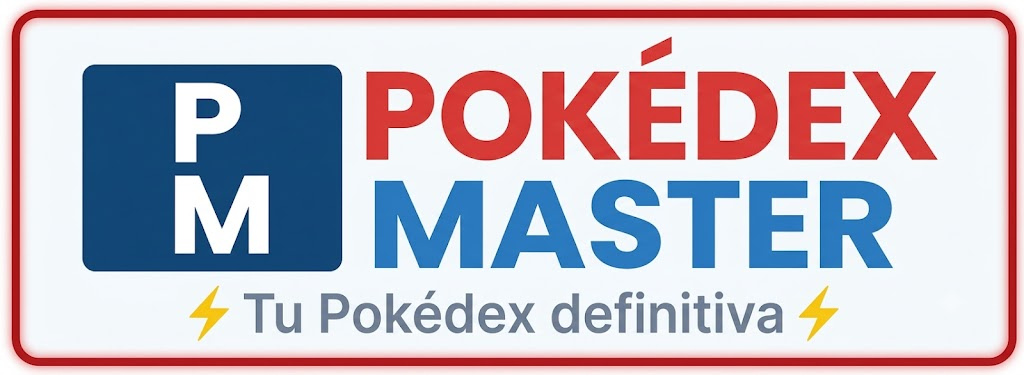 P
M
POKÉDEX
MASTER
⚡Tu Pokédex definitiva⚡